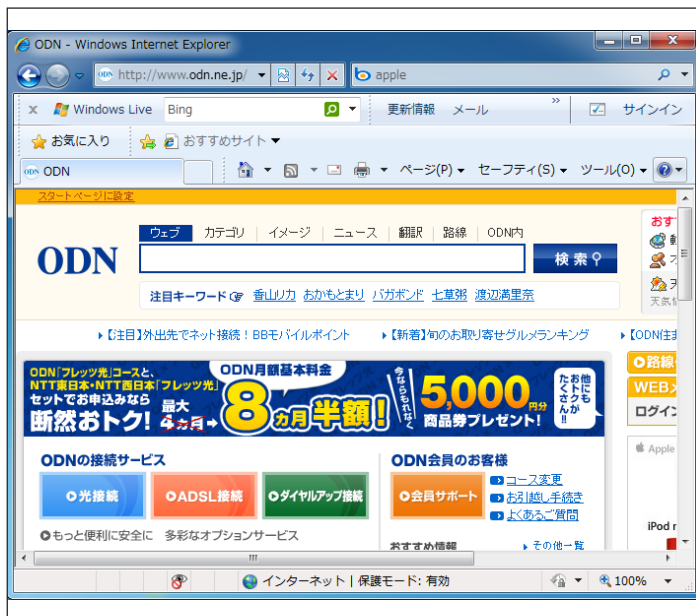 ODN - Windows Internet Explorer
http://www.odn.ne.jp/ apple
x Windows Live Bing 更新情報 メール » サインイン
お気に入り おすすめサイト ▼
ODN ページ(P) セーフティ(S) ツール(O)
スタートページに設定
ウェブ カテゴリ イメージ ニュース 翻訳 路線 ODN内
ODN 検索
注目キーワード 香山リカ おかもとまり バガボンド 七草粥 渡辺満里奈
【注目】外出先でネット接続！BBモバイルポイント 【新着】旬のお取り寄せグルメランキング
ODN「フレッツ光」コースと、
NTT東日本・NTT西日本「フレッツ光」
セットでお申込みなら
断然おトク！
ODN月額基本料金
最大 4カ月→8ヵ月半額！
今ならもれなく
5,000円分
商品券プレゼント！
他にも
おトクが
たくさん!!
路線
WEB
ログイン
ODNの接続サービス
光接続 ADSL接続 ダイヤルアップ接続
もっと便利に安全に 多彩なオプションサービス
ODN会員のお客様
会員サポート
コース変更
お引越し手続き
よくあるご質問
おすすめ情報 その他一覧
Apple
iPod
インターネット | 保護モード: 有効 100%